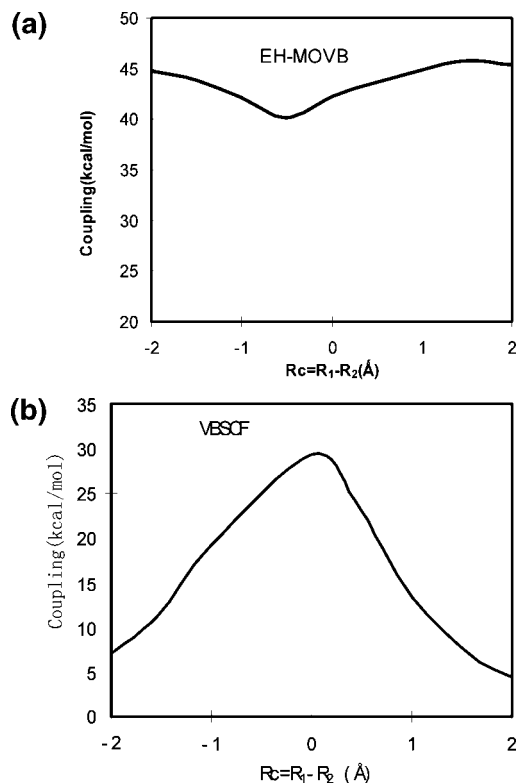 (a)
50
45
40
35
30
25
20
Coupling(kcal/mol)
EH-MOVB
-2 -1 0 1 2
Rc=R1-R2(Å)
(b)
35
30
25
20
15
10
5
0
Coupling(kcal/mol)
VBSCF
-2 -1 0 1 2
Rc=R1-R2 (Å)